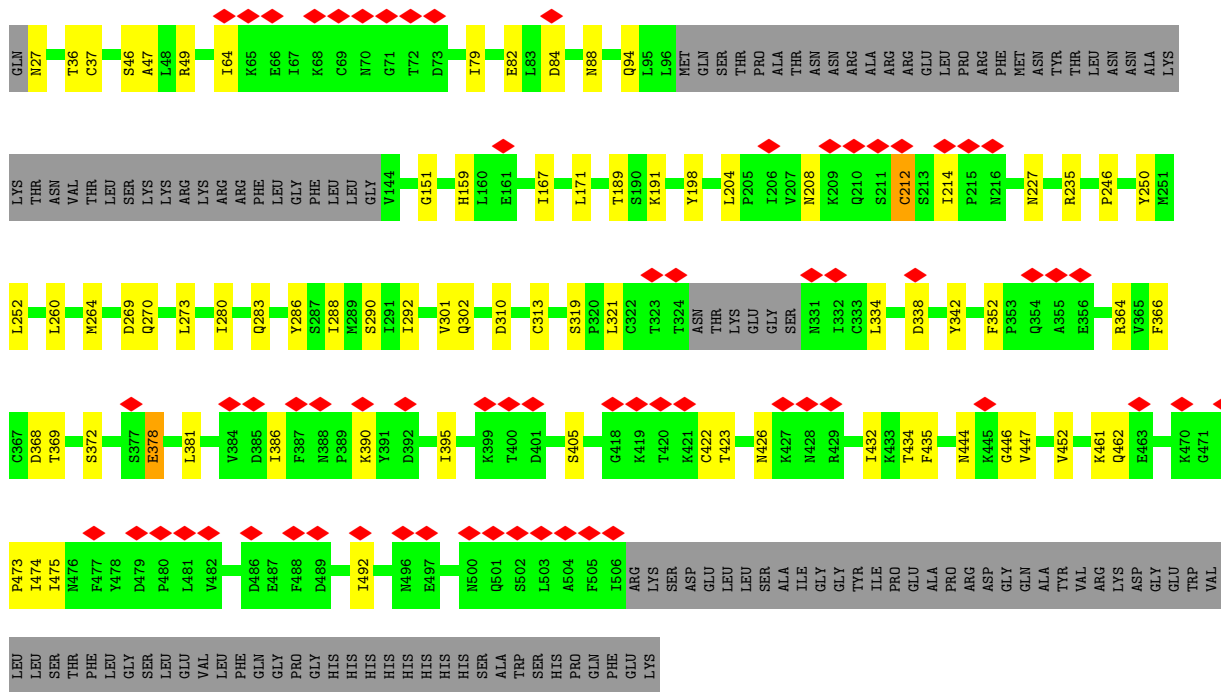 GLN N27 T36 C37 S46 A47 L48 R49 I64 K65 E66 I67 K68 C69 N70 G71 T72 D73 I79 E82 L83 D84 N88 Q94 L95 L96 MET GLN SER THR PRO ALA THR ASN ASN ARG ALA ARG ARG GLU LEU PRO ARG PHE MET ASN TYR THR LEU ASN ASN ALA LYS
LYS THR ASN VAL THR LEU SER LYS LYS ARG LYS ARG ARG PHE LEU GLY PHE LEU LEU GLY V144 G151 H159 L160 E161 I167 L171 T189 S190 K191 Y198 L204 P205 I206 V207 N208 K209 Q210 S211 C212 S213 I214 P215 N216 N227 R235 P246 Y250 M251
L252 L260 M264 D269 Q270 L273 I280 Q283 Y286 S287 I288 M289 S290 I291 I292 V301 Q302 D310 C313 S319 P320 L321 C322 T323 T324 ASN THR LYS GLU GLY SER N331 I332 C333 L334 D338 Y342 F352 P353 Q354 A355 E356 R364 V365 F366
C367 D368 T369 S372 S377 E378 L381 V384 D385 I386 F387 N388 P389 K390 Y391 D392 I395 K399 T400 D401 S405 G418 K419 T420 K421 C422 T423 N426 K427 N428 R429 I432 K433 T434 F435 N444 K445 G446 V447 V452 K461 Q462 E463 K470 G471
P473 I474 I475 N476 F477 Y478 D479 P480 L481 V482 D486 E487 F488 D489 I492 N496 E497 N500 Q501 S502 L503 A504 F505 I506 ARG LYS SER ASP GLU LEU LEU SER ALA ILE GLY GLY TYR ILE PRO GLU ALA PRO ARG ASP GLY GLN ALA TYR VAL ARG LYS ASP GLY GLU TRP VAL
LEU LEU SER THR PHE LEU GLY SER LEU GLU VAL LEU PHE GLN GLY PRO GLY HIS HIS HIS HIS HIS HIS HIS HIS SER ALA TRP SER HIS PRO GLN PHE GLU LYS